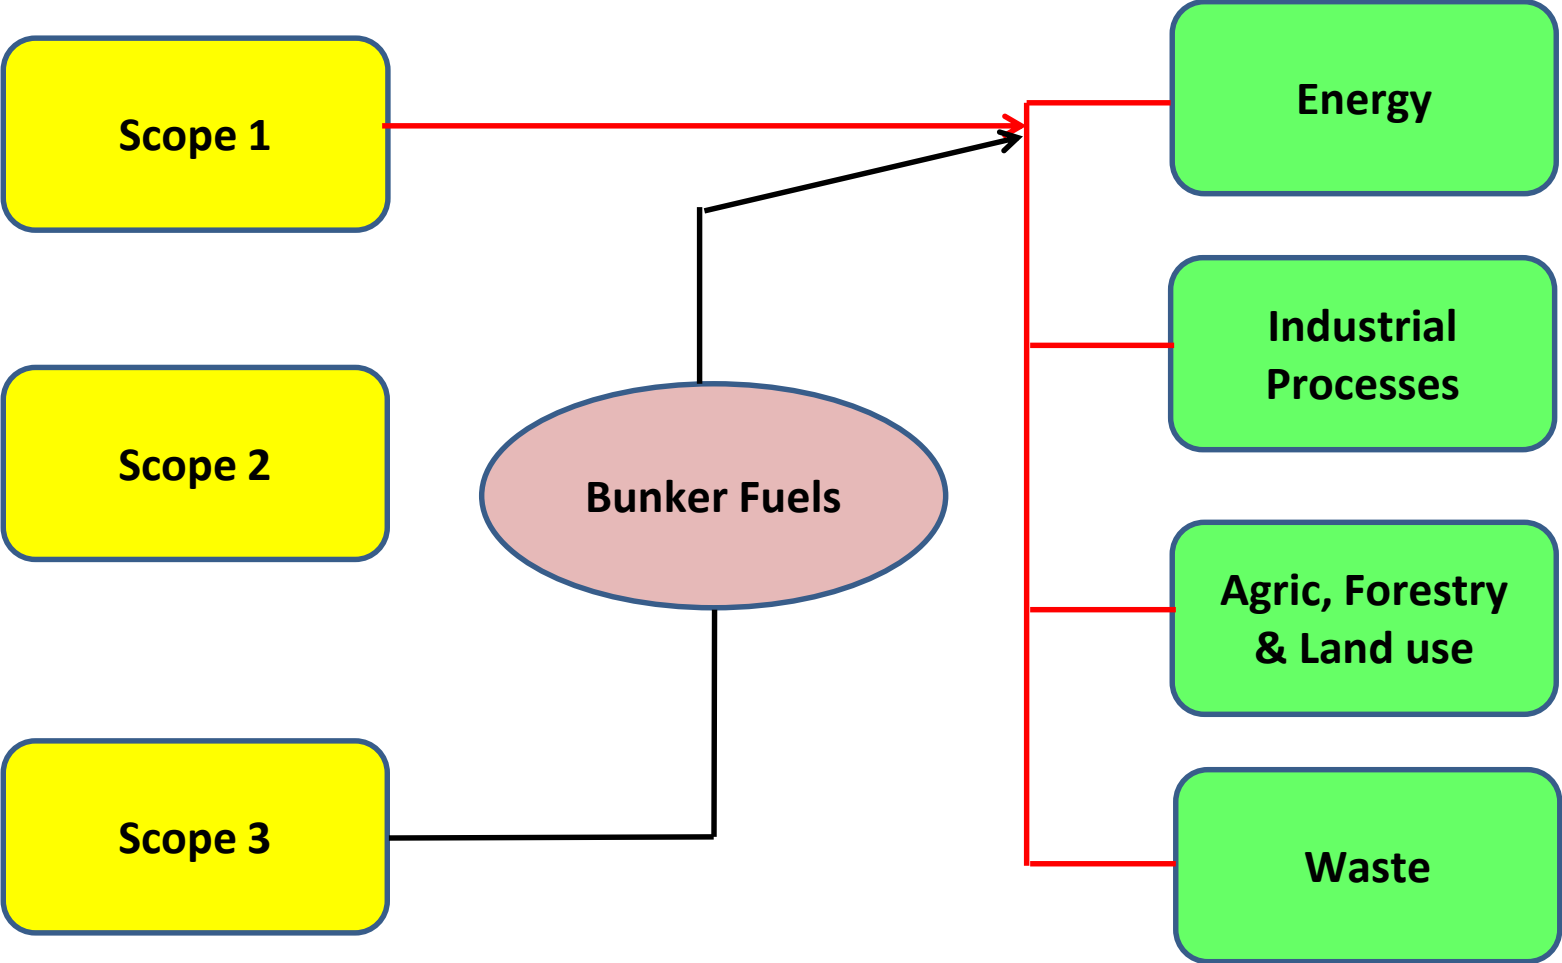 Scope 1
Scope 2
Scope 3
Bunker Fuels
Energy
Industrial
Processes
Agric, Forestry
& Land use
Waste